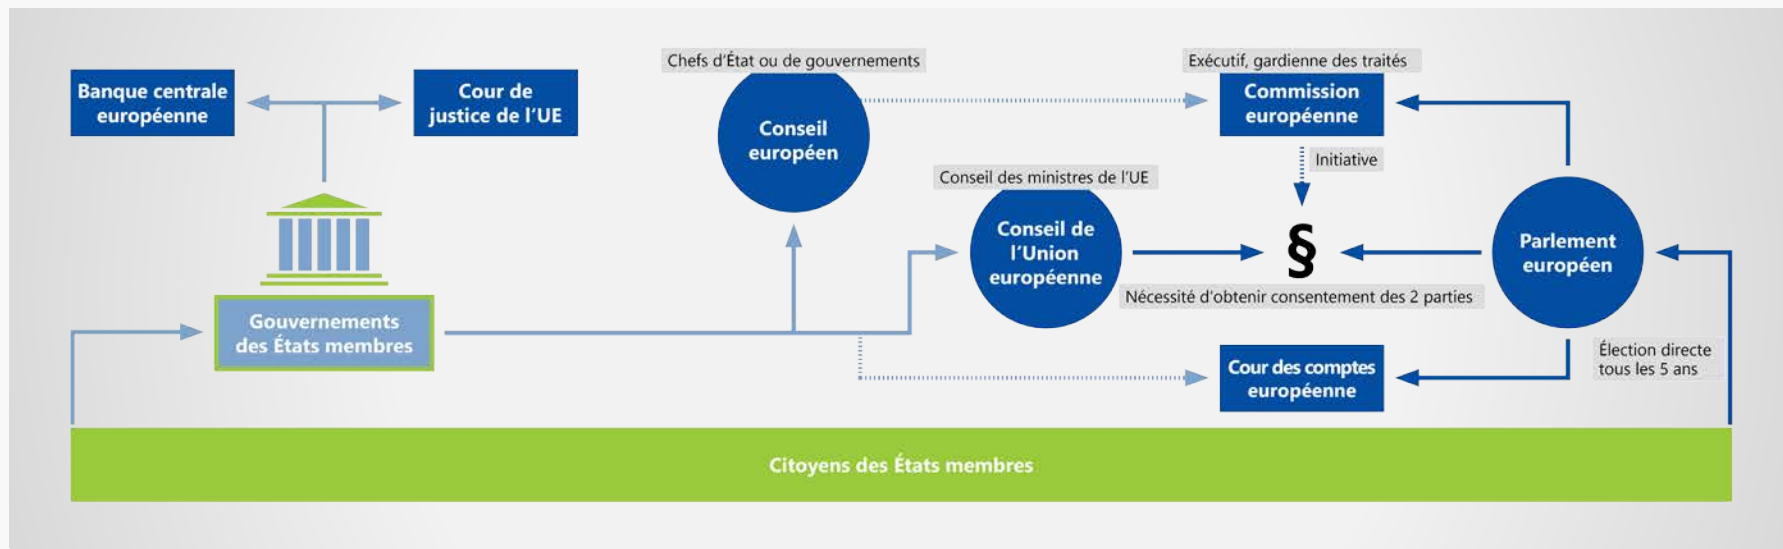 Banque centrale
européenne
Cour de
justice de l'UE
Chefs d'État ou de gouvernements
Conseil
européen
Exécutif, gardienne des traités
Commission
européenne
Initiative
Conseil des ministres de l'UE
Conseil de
l'Union
européenne
§
Parlement
européen
Nécessité d'obtenir consentement des 2 parties
Gouvernements
des États membres
Cour des comptes
européenne
Élection directe
tous les 5 ans
Citoyens des États membres